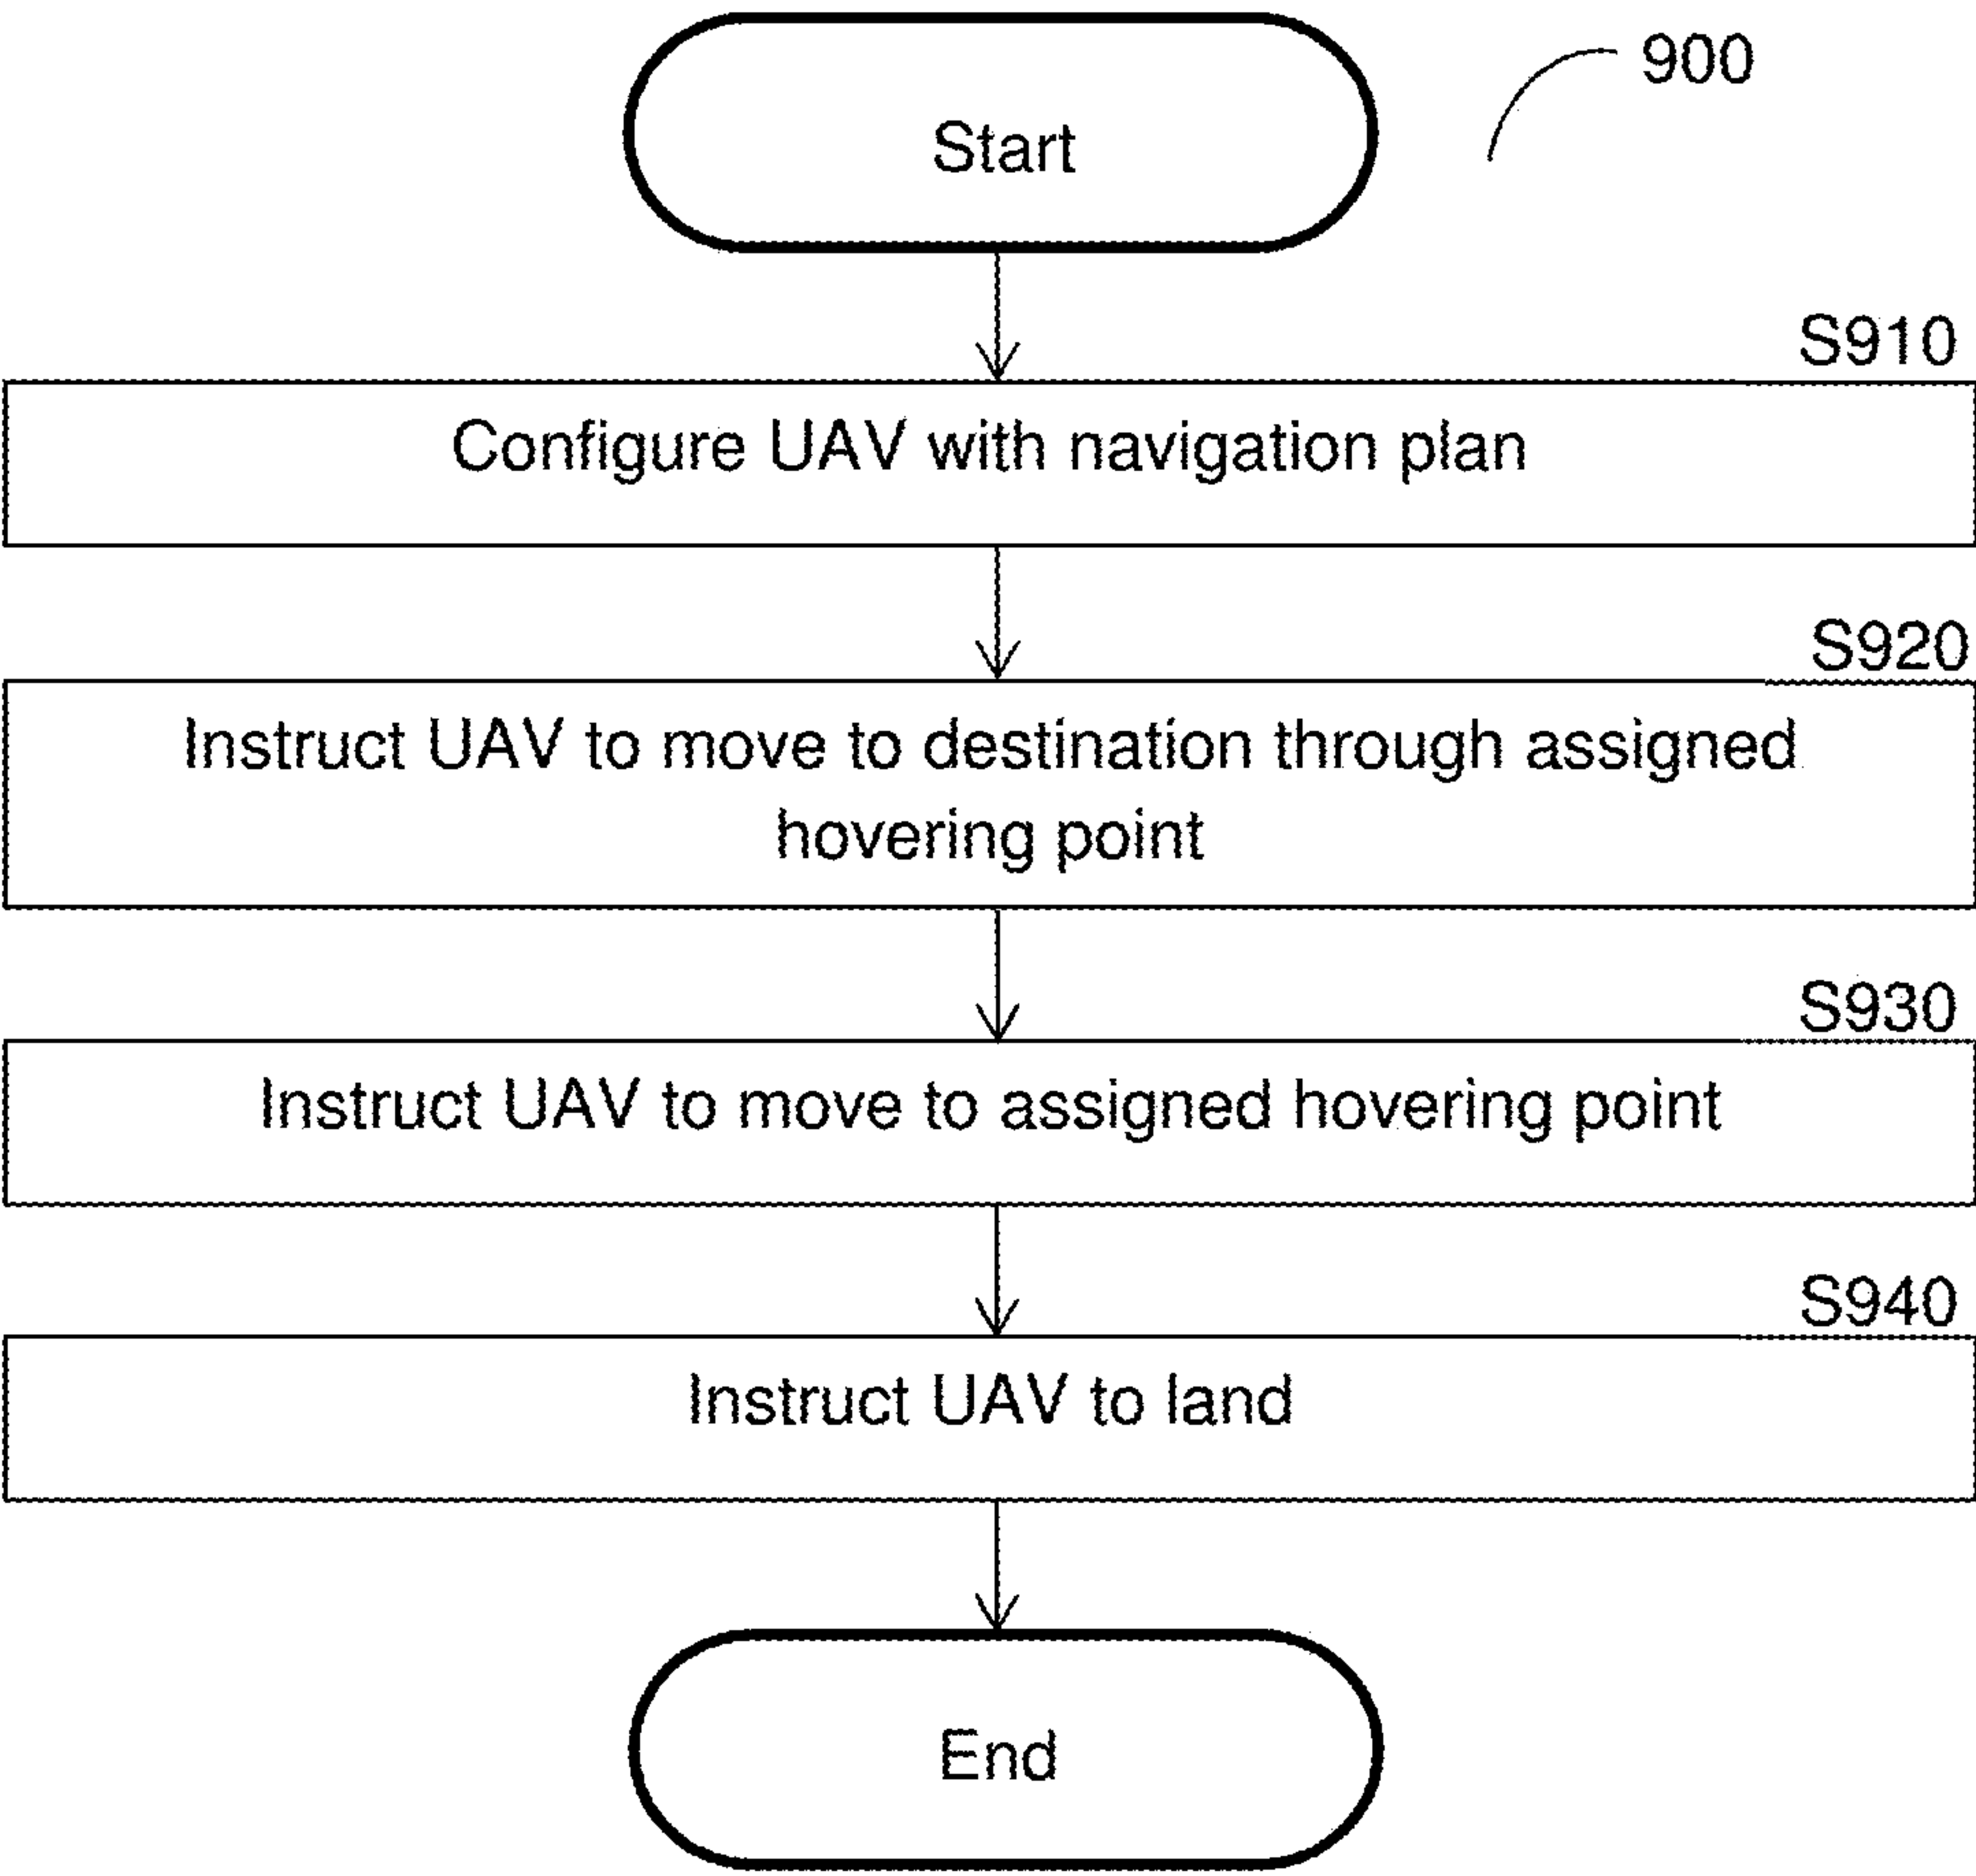 900
Start
S910
Configure UAV with navigation plan
S920
Instruct UAV to move to destination through assigned
hovering point
S930
Instruct UAV to move to assigned hovering point
S940
Instruct UAV to land
End